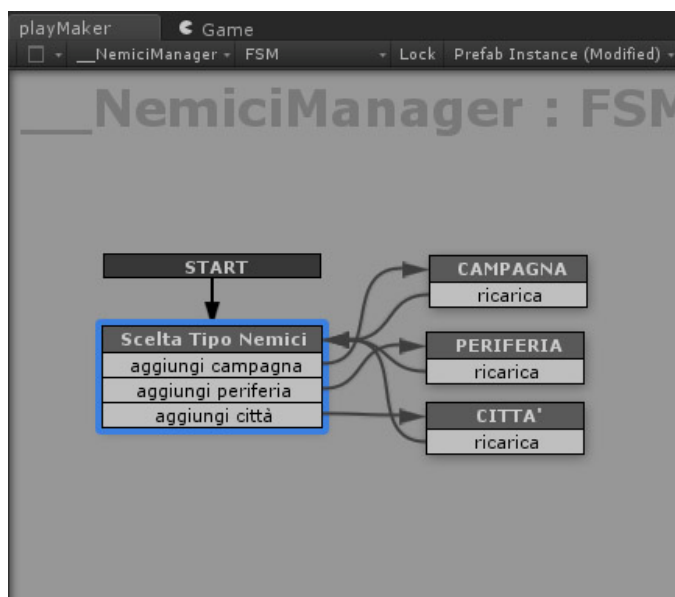 playMaker
Game
__NemiciManager FSM Lock Prefab Instance (Modified)
__NemiciManager : FSM
START
Scelta Tipo Nemici
aggiungi campagna
aggiungi periferia
aggiungi città
CAMPAGNA
ricarica
PERIFERIA
ricarica
CITTA'
ricarica